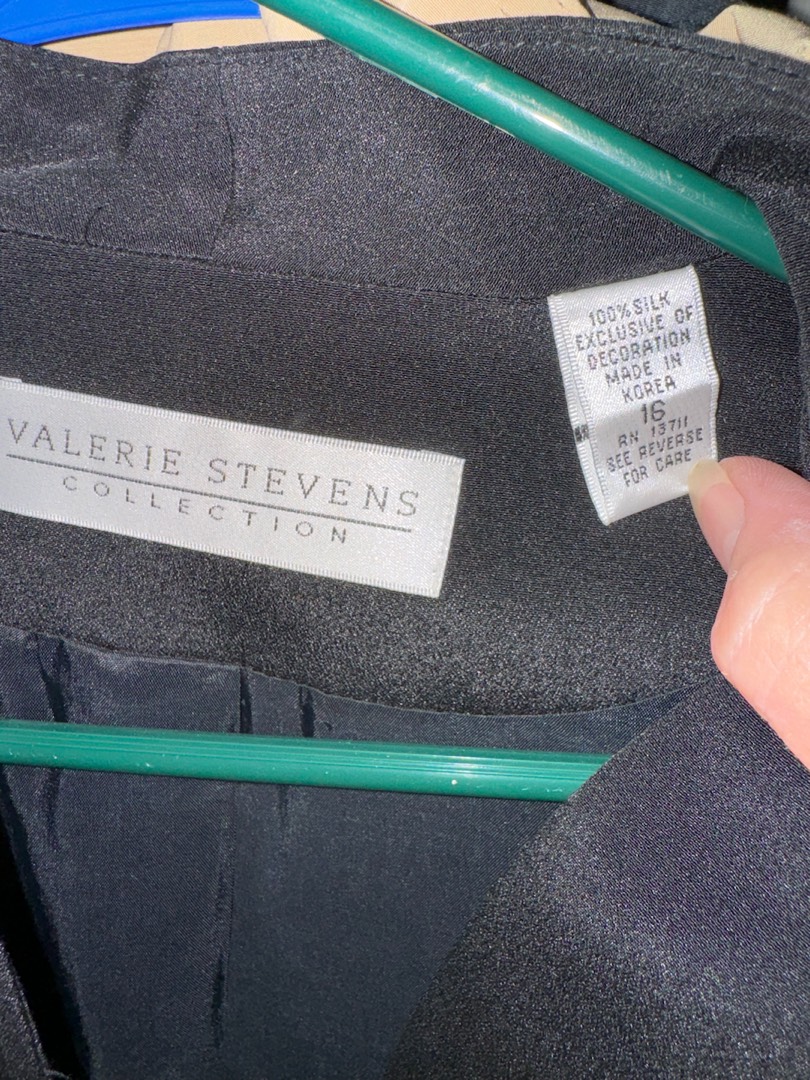 VALERIE STEVENS
COLLECTION
100% SILK
EXCLUSIVE OF
DECORATION
MADE IN
KOREA
16
RN 13711
SEE REVERSE
FOR CARE